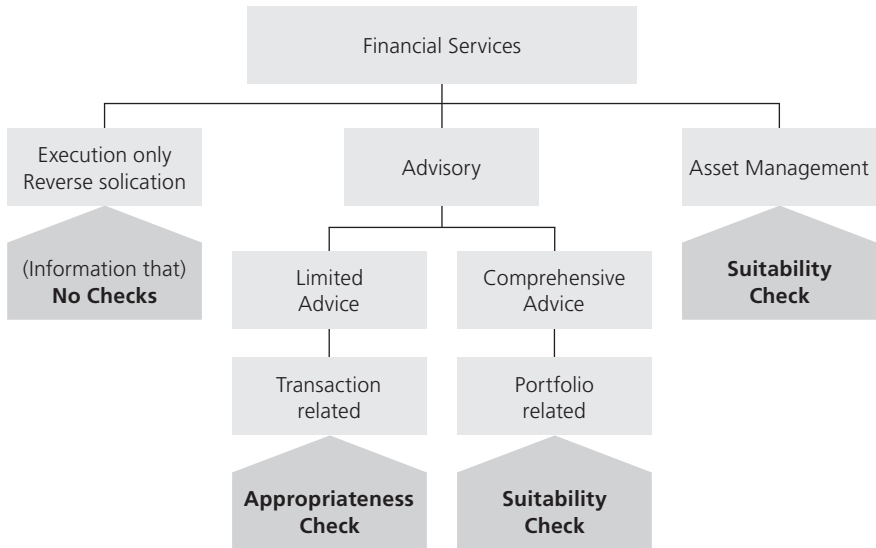 Financial Services
Execution only
Reverse solication
Advisory
Asset Management
(Information that)
No Checks
Limited
Advice
Comprehensive
Advice
Suitability
Check
Transaction
related
Portfolio
related
Appropriateness
Check
Suitability
Check